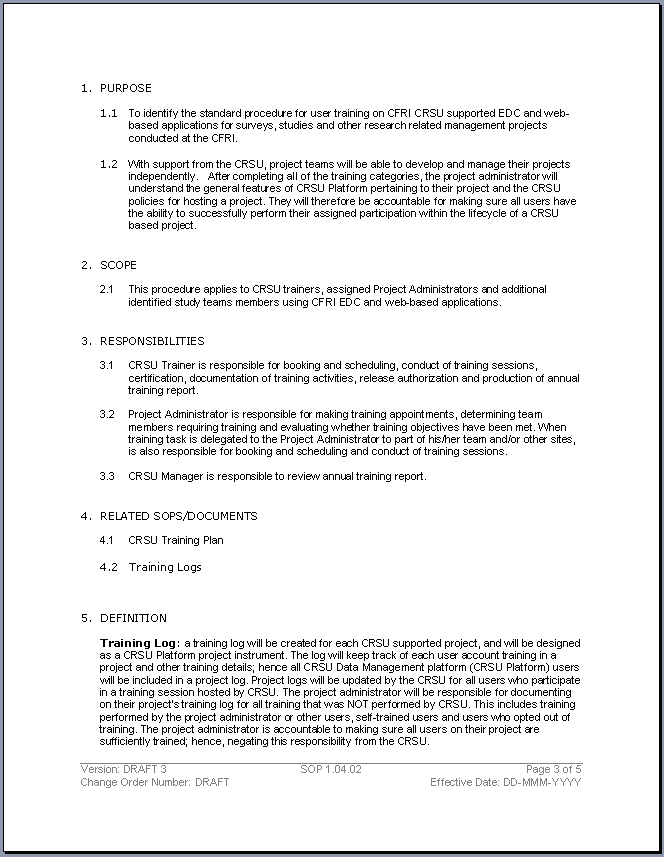 1. PURPOSE
1.1 To identify the standard procedure for user training on CFRI CRSU supported EDC and web-
based applications for surveys, studies and other research related management projects
conducted at the CFRI.
1.2 With support from the CRSU, project teams will be able to develop and manage their projects
independently. After completing all of the training categories, the project administrator will
understand the general features of CRSU Platform pertaining to their project and the CRSU
policies for hosting a project. They will therefore be accountable for making sure all users have
the ability to successfully perform their assigned participation within the lifecycle of a CRSU
based project.
2. SCOPE
2.1 This procedure applies to CRSU trainers, assigned Project Administrators and additional
identified study teams members using CFRI EDC and web-based applications.
3. RESPONSIBILITIES
3.1 CRSU Trainer is responsible for booking and scheduling, conduct of training sessions,
certification, documentation of training activities, release authorization and production of annual
training report.
3.2 Project Administrator is responsible for making training appointments, determining team
members requiring training and evaluating whether training objectives have been met. When
training task is delegated to the Project Administrator to part of his/her team and/or other sites,
is also responsible for booking and scheduling and conduct of training sessions.
3.3 CRSU Manager is responsible to review annual training report.
4. RELATED SOPS/DOCUMENTS
4.1 CRSU Training Plan
4.2 Training Logs
5. DEFINITION
Training Log: a training log will be created for each CRSU supported project, and will be designed
as a CRSU Platform project instrument. The log will keep track of each user account training in a
project and other training details; hence all CRSU Data Management platform (CRSU Platform) users
will be included in a project log. Project logs will be updated by the CRSU for all users who participate
in a training session hosted by CRSU. The project administrator will be responsible for documenting
on their project's training log for all training that was NOT performed by CRSU. This includes training
performed by the project administrator or other users, self-trained users and users who opted out of
training. The project administrator is accountable to making sure all users on their project are
sufficiently trained; hence, negating this responsibility from the CRSU.
Version: DRAFT 3 SOP 1.04.02 Page 3 of 5
Change Order Number: DRAFT Effective Date: DD-MMM-YYYY